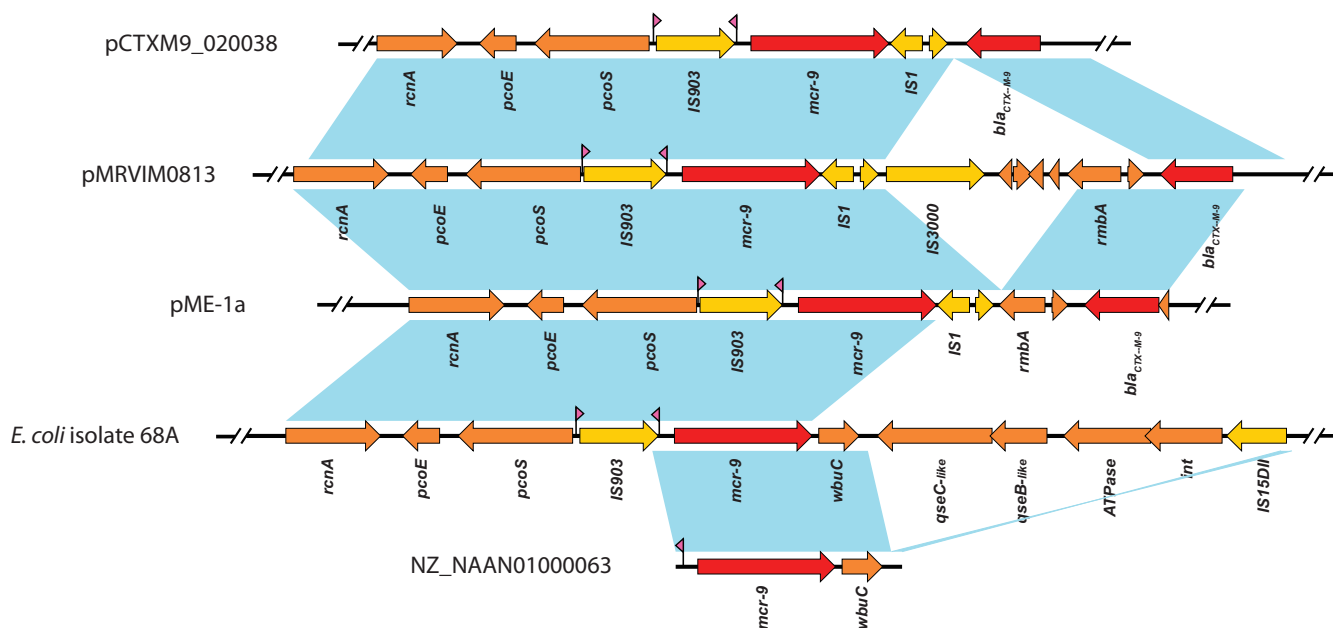 pCTXM9_020038
rcnA pcoE pcoS IS903 mcr-9 IS1 blaCTX–M-9
pMRVIM0813
rcnA pcoE pcoS IS903 mcr-9 IS1 IS3000 rmbA blaCTX–M-9
pME-1a
rcnA pcoE pcoS IS903 mcr-9 IS1 rmbA blaCTX–M-9
E. coli isolate 68A
rcnA pcoE pcoS IS903 mcr-9 wbuC qseC-like qseB-like ATPase int IS15DII
NZ_NAAN01000063
mcr-9 wbuC